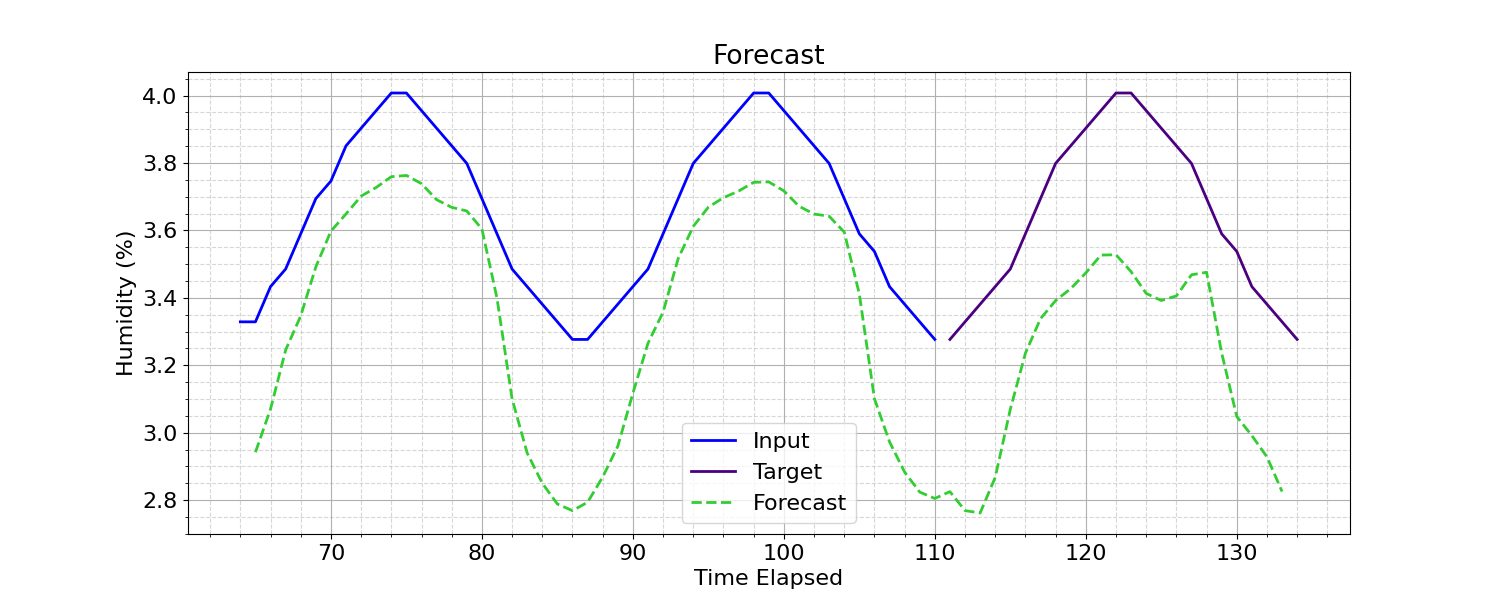 Forecast
4.0
3.8
3.6
3.4
3.2
3.0
2.8
Humidity (%)
Input
Target
Forecast
70 80 90 100 110 120 130
Time Elapsed